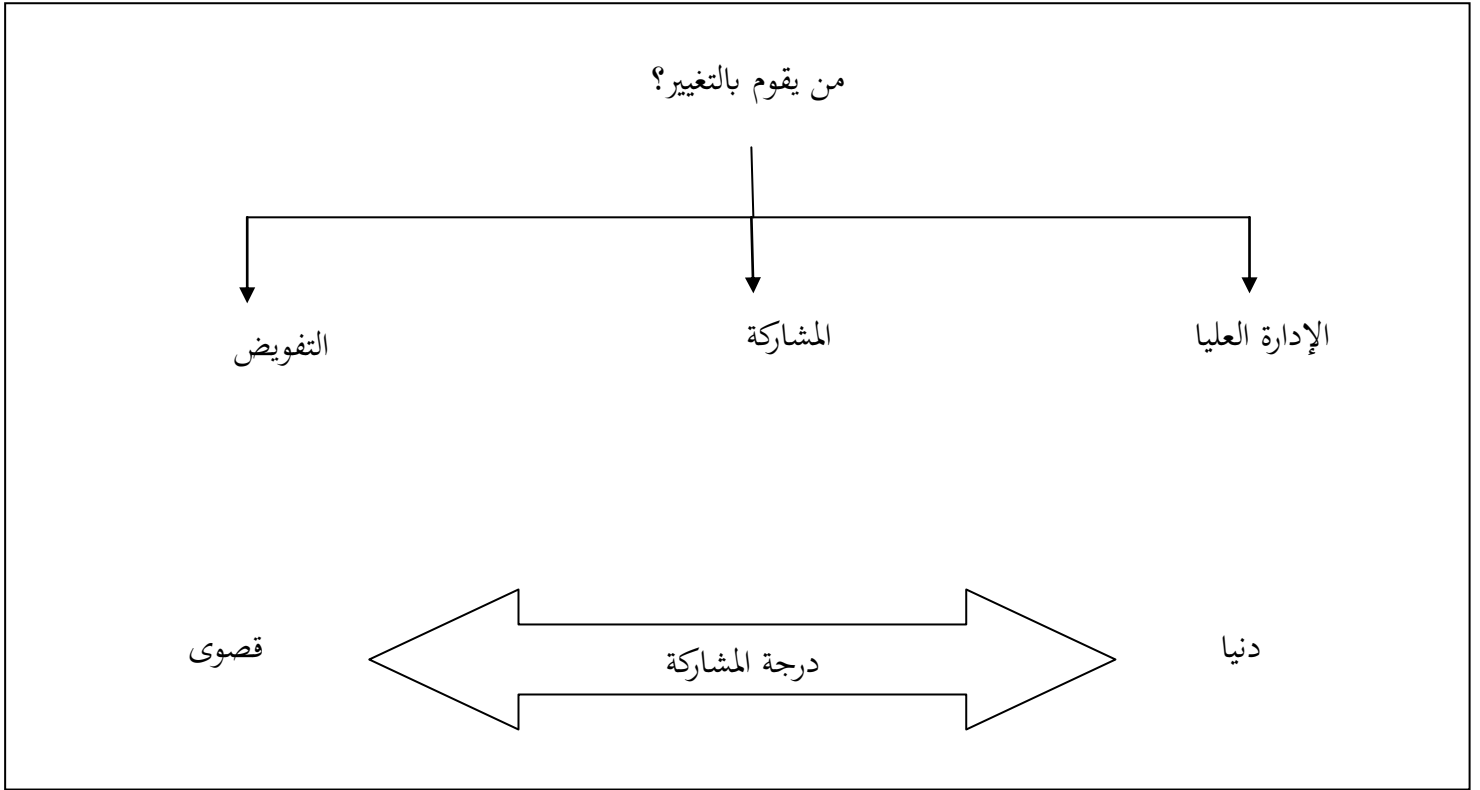 من يقوم بالتغيير؟
الإدارة العليا
المشاركة
التفويض
دنيا
درجة المشاركة
قصوى